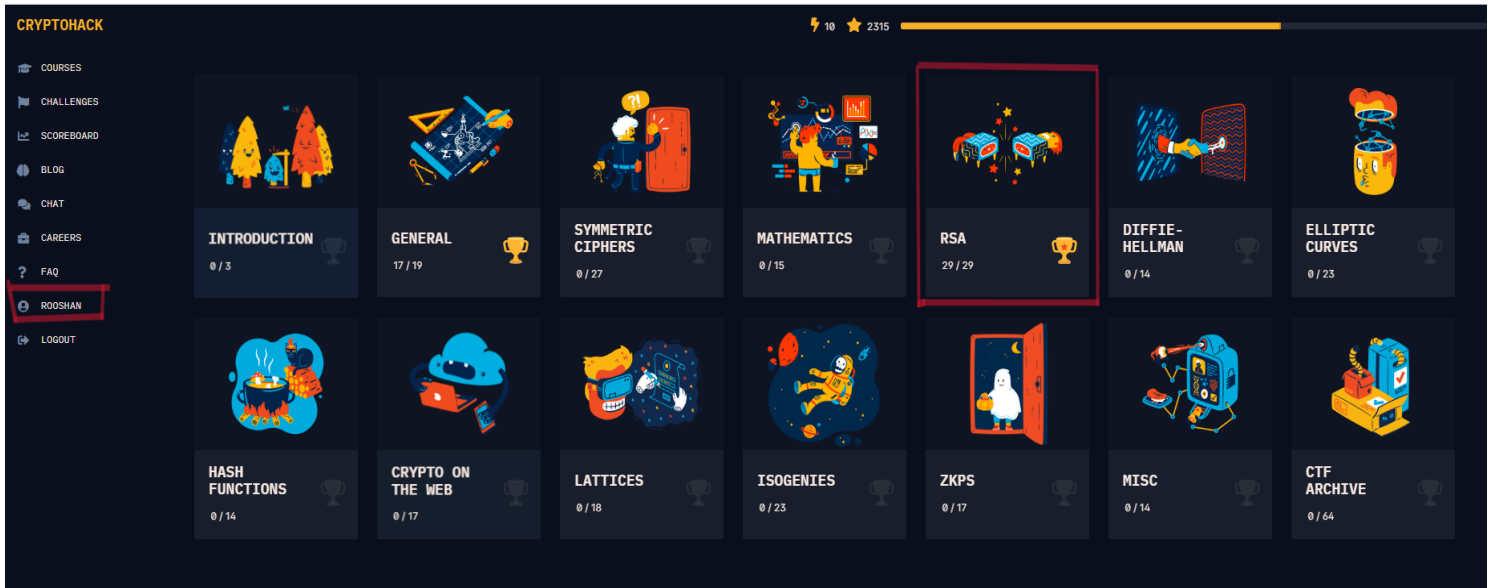 CRYPTOHACK
10 2315
COURSES
CHALLENGES
SCOREBOARD
BLOG
CHAT
CAREERS
? FAQ
ROOSHAN
LOGOUT
?!
INTRODUCTION
0 / 3
GENERAL
17 / 19
SYMMETRIC
CIPHERS
0 / 27
MATHEMATICS
0 / 15
RSA
29 / 29
DIFFIE-
HELLMAN
0 / 14
ELLIPTIC
CURVES
0 / 23
HASH
FUNCTIONS
0 / 14
CRYPTO ON
THE WEB
0 / 17
LATTICES
0 / 18
ISOGENIES
0 / 23
ZKPS
0 / 17
MISC
0 / 14
CTF
ARCHIVE
0 / 64